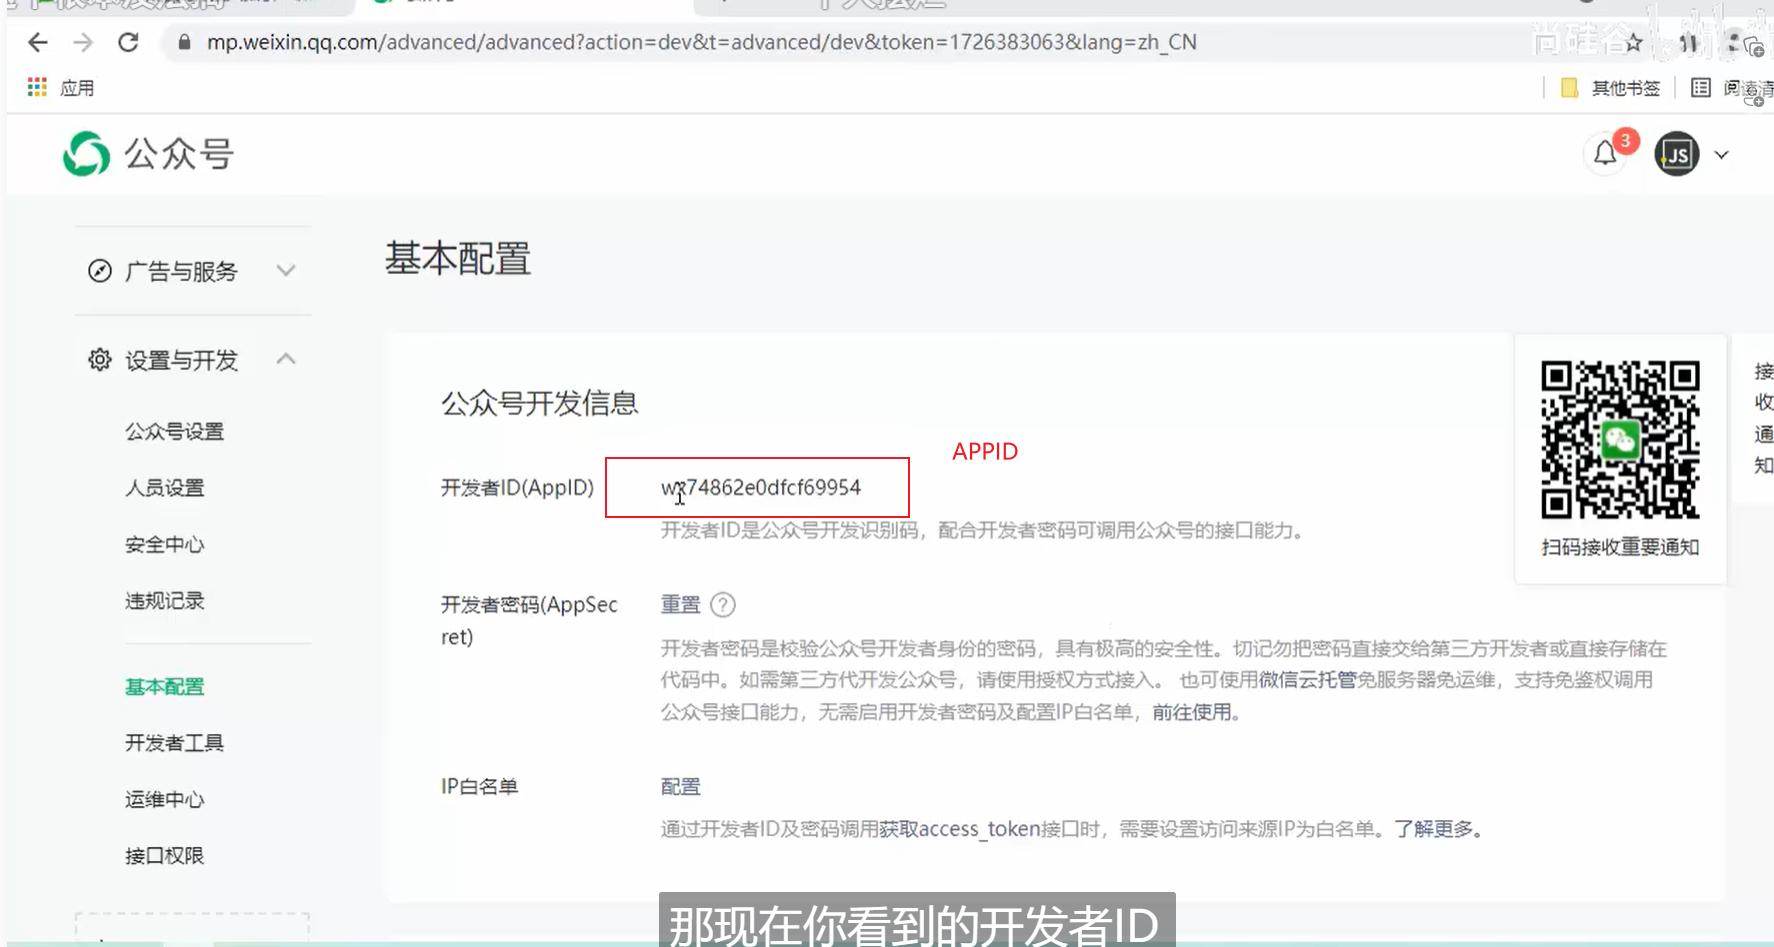 mp.weixin.qq.com/advanced/advanced?action=dev&t=advanced/dev&token=1726383063&lang=zh_CN
尚硅谷
应用
其他书签
公众号
3
JS
广告与服务
设置与开发
公众号设置
人员设置
安全中心
违规记录
基本配置
开发者工具
运维中心
接口权限
基本配置
公众号开发信息
APPID
开发者ID(AppID)
wx74862e0dfcf69954
开发者ID是公众号开发识别码，配合开发者密码可调用公众号的接口能力。
开发者密码(AppSec
ret)
重置 ?
开发者密码是校验公众号开发者身份的密码，具有极高的安全性。切记勿把密码直接交给第三方开发者或直接存储在
代码中。如需第三方代开发公众号，请使用授权方式接入。 也可使用微信云托管免服务器免运维，支持免鉴权调用
公众号接口能力，无需启用开发者密码及配置IP白名单，前往使用。
IP白名单
配置
通过开发者ID及密码调用获取access_token接口时，需要设置访问来源IP为白名单。了解更多。
扫码接收重要通知
接
收
通
知
那现在你看到的开发者ID